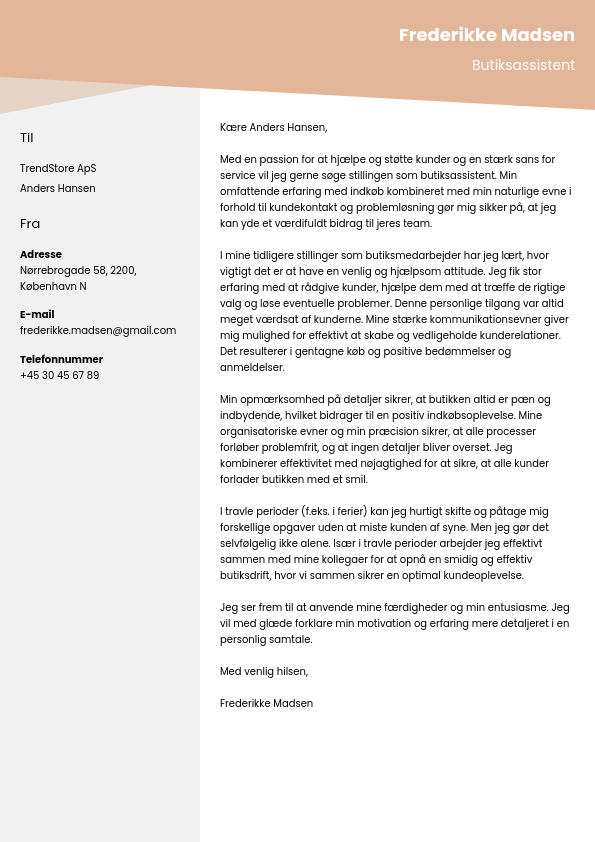 Frederikke Madsen
Butiksassistent
Til
TrendStore ApS
Anders Hansen
Fra
Adresse
Nørrebrogade 58, 2200,
København N
E-mail
frederikke.madsen@gmail.com
Telefonnummer
+45 30 45 67 89
Kære Anders Hansen,
Med en passion for at hjælpe og støtte kunder og en stærk sans for
service vil jeg gerne søge stillingen som butiksassistent. Min
omfattende erfaring med indkøb kombineret med min naturlige evne i
forhold til kundekontakt og problemløsning gør mig sikker på, at jeg
kan yde et værdifuldt bidrag til jeres team.
I mine tidligere stillinger som butiksmedarbejder har jeg lært, hvor
vigtigt det er at have en venlig og hjælpsom attitude. Jeg fik stor
erfaring med at rådgive kunder, hjælpe dem med at træffe de rigtige
valg og løse eventuelle problemer. Denne personlige tilgang var altid
meget værdsat af kunderne. Mine stærke kommunikationsevner giver
mig mulighed for effektivt at skabe og vedligeholde kunderelationer.
Det resulterer i gentagne køb og positive bedømmelser og
anmeldelser.
Min opmærksomhed på detaljer sikrer, at butikken altid er pæn og
indbydende, hvilket bidrager til en positiv indkøbsoplevelse. Mine
organisatoriske evner og min præcision sikrer, at alle processer
forløber problemfrit, og at ingen detaljer bliver overset. Jeg
kombinerer effektivitet med nøjagtighed for at sikre, at alle kunder
forlader butikken med et smil.
I travle perioder (f.eks. i ferier) kan jeg hurtigt skifte og påtage mig
forskellige opgaver uden at miste kunden af syne. Men jeg gør det
selvfølgelig ikke alene. Især i travle perioder arbejder jeg effektivt
sammen med mine kollegaer for at opnå en smidig og effektiv
butiksdrift, hvor vi sammen sikrer en optimal kundeoplevelse.
Jeg ser frem til at anvende mine færdigheder og min entusiasme. Jeg
vil med glæde forklare min motivation og erfaring mere detaljeret i en
personlig samtale.
Med venlig hilsen,
Frederikke Madsen